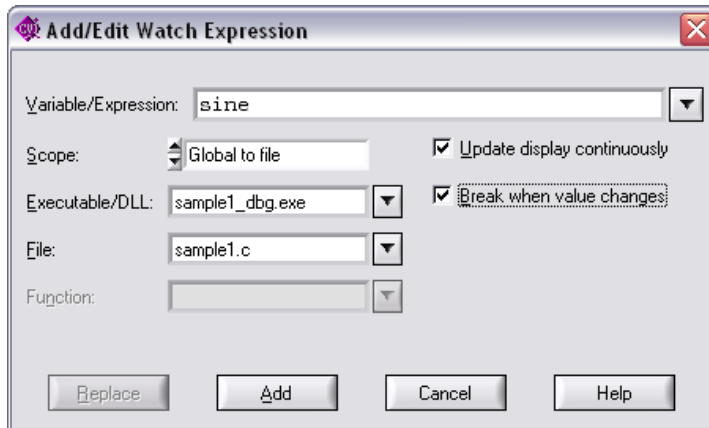 CVI Add/Edit Watch Expression
Variable/Expression: sine
Scope: Global to file
Update display continuously
Executable/DLL: sample1_dbg.exe
Break when value changes
File: sample1.c
Function:
Replace Add Cancel Help